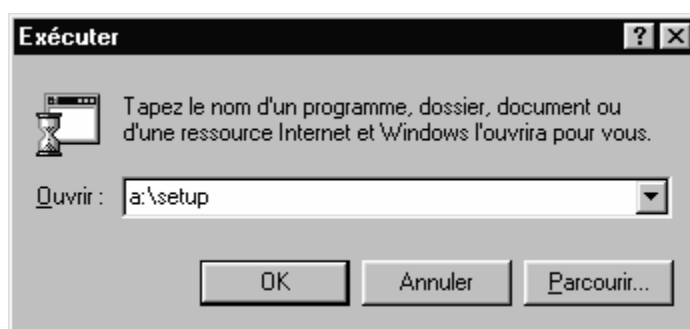 Exécuter
Tapez le nom d'un programme, dossier, document ou
d'une ressource Internet et Windows l'ouvrira pour vous.
Ouvrir : a:\setup
OK Annuler Parcourir...